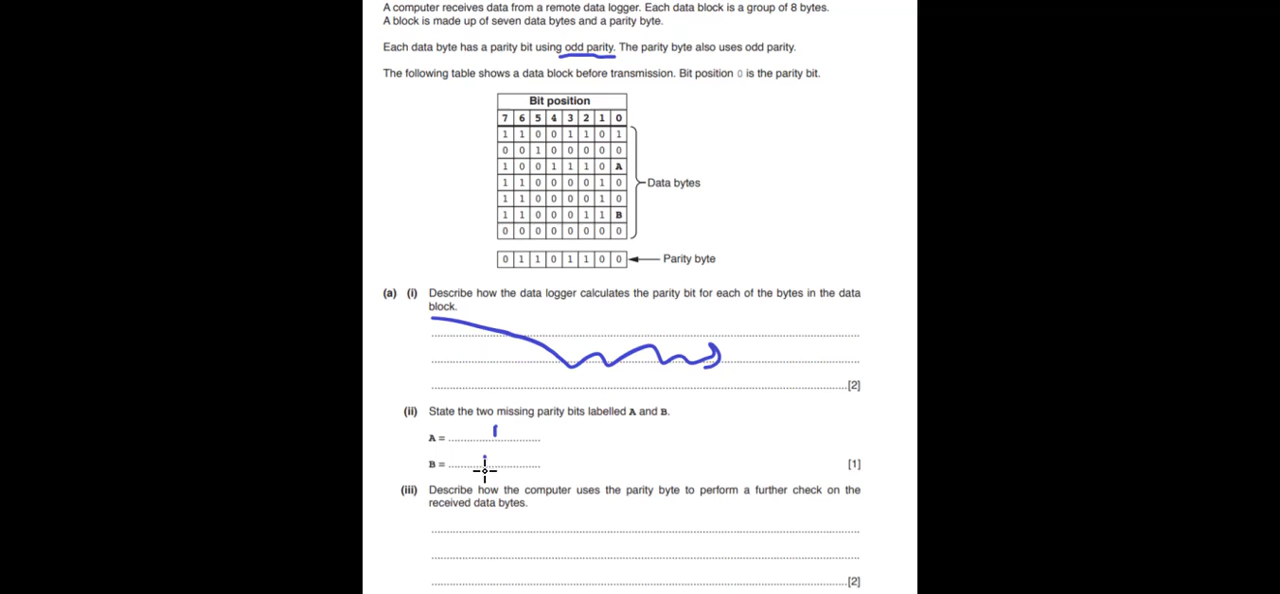 A computer receives data from a remote data logger. Each data block is a group of 8 bytes.
A block is made up of seven data bytes and a parity byte.
Each data byte has a parity bit using odd parity. The parity byte also uses odd parity.
The following table shows a data block before transmission. Bit position 0 is the parity bit.
Bit position
7 6 5 4 3 2 1 0
1 1 0 0 1 1 0 1
0 0 1 0 0 0 0 0
1 0 0 1 1 1 0 A
1 1 0 0 0 0 1 0
Data bytes
1 1 0 0 0 0 1 0
1 1 0 0 0 1 1 B
0 0 0 0 0 0 0 0
0 1 1 0 1 1 0 0
Parity byte
(a) (i) Describe how the data logger calculates the parity bit for each of the bytes in the data
block.
[2]
(ii) State the two missing parity bits labelled A and B.
A = 1
B =
[1]
(iii) Describe how the computer uses the parity byte to perform a further check on the
received data bytes.
[2]